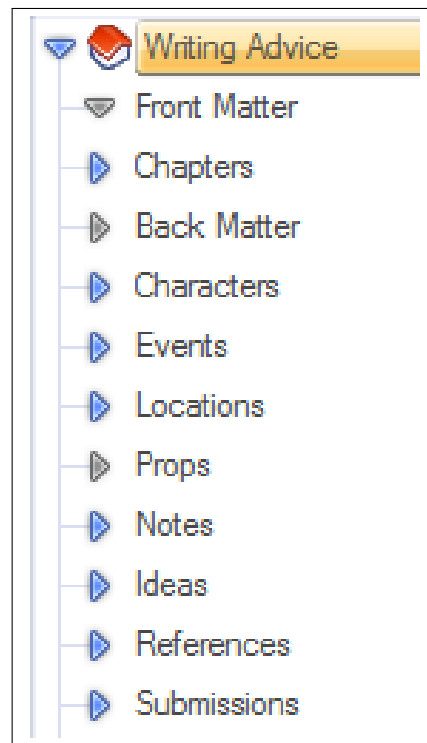 Writing Advice
Front Matter
Chapters
Back Matter
Characters
Events
Locations
Props
Notes
Ideas
References
Submissions